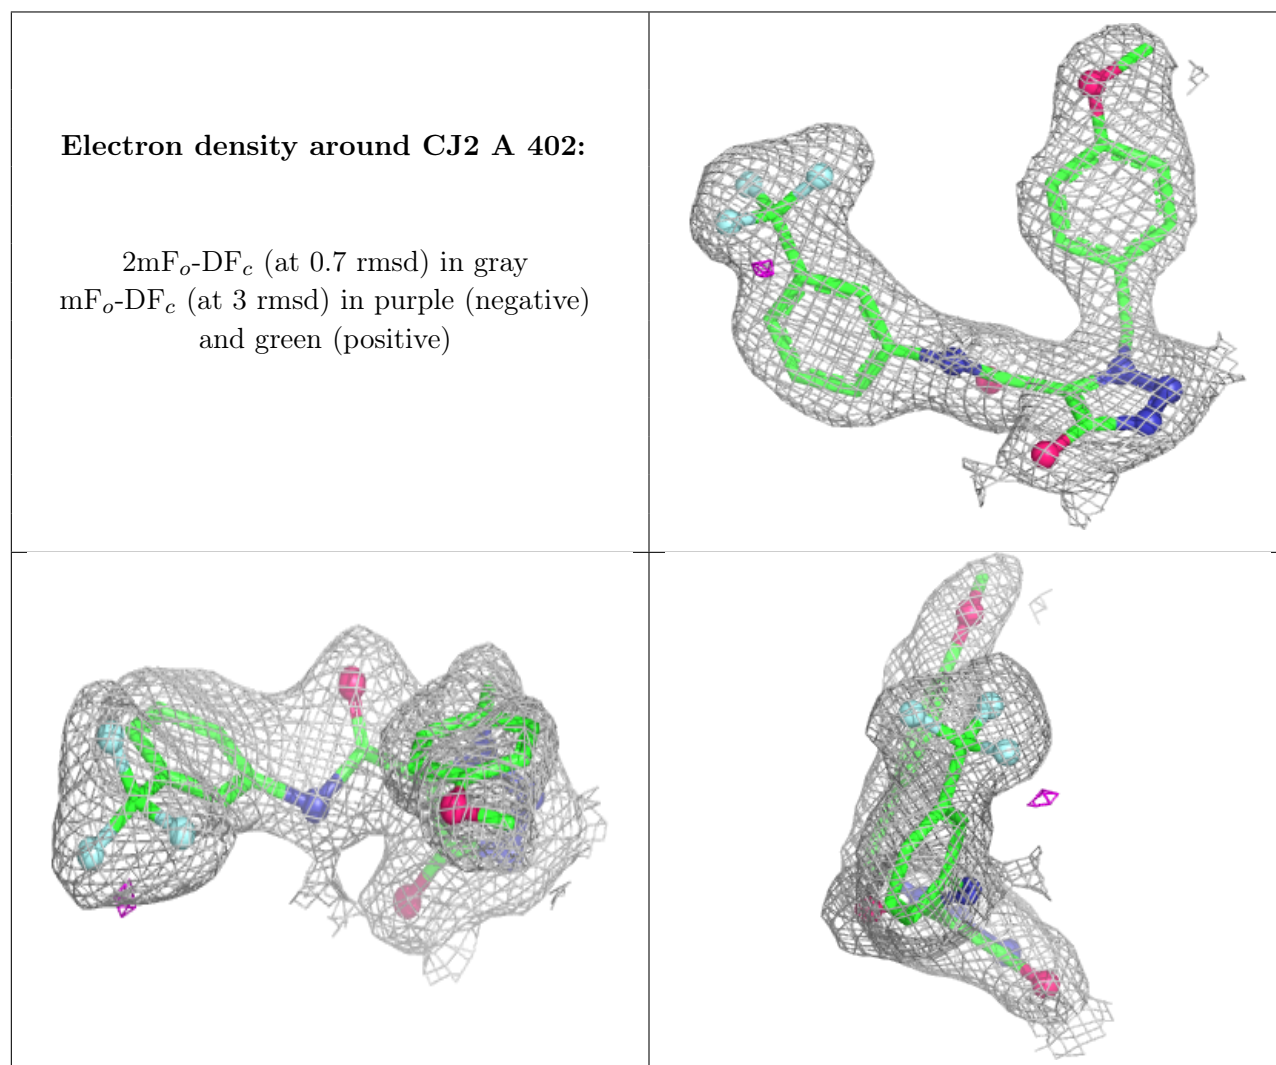 Electron density around CJ2 A 402:
2mFo-DFc (at 0.7 rmsd) in gray
mFo-DFc (at 3 rmsd) in purple (negative)
and green (positive)